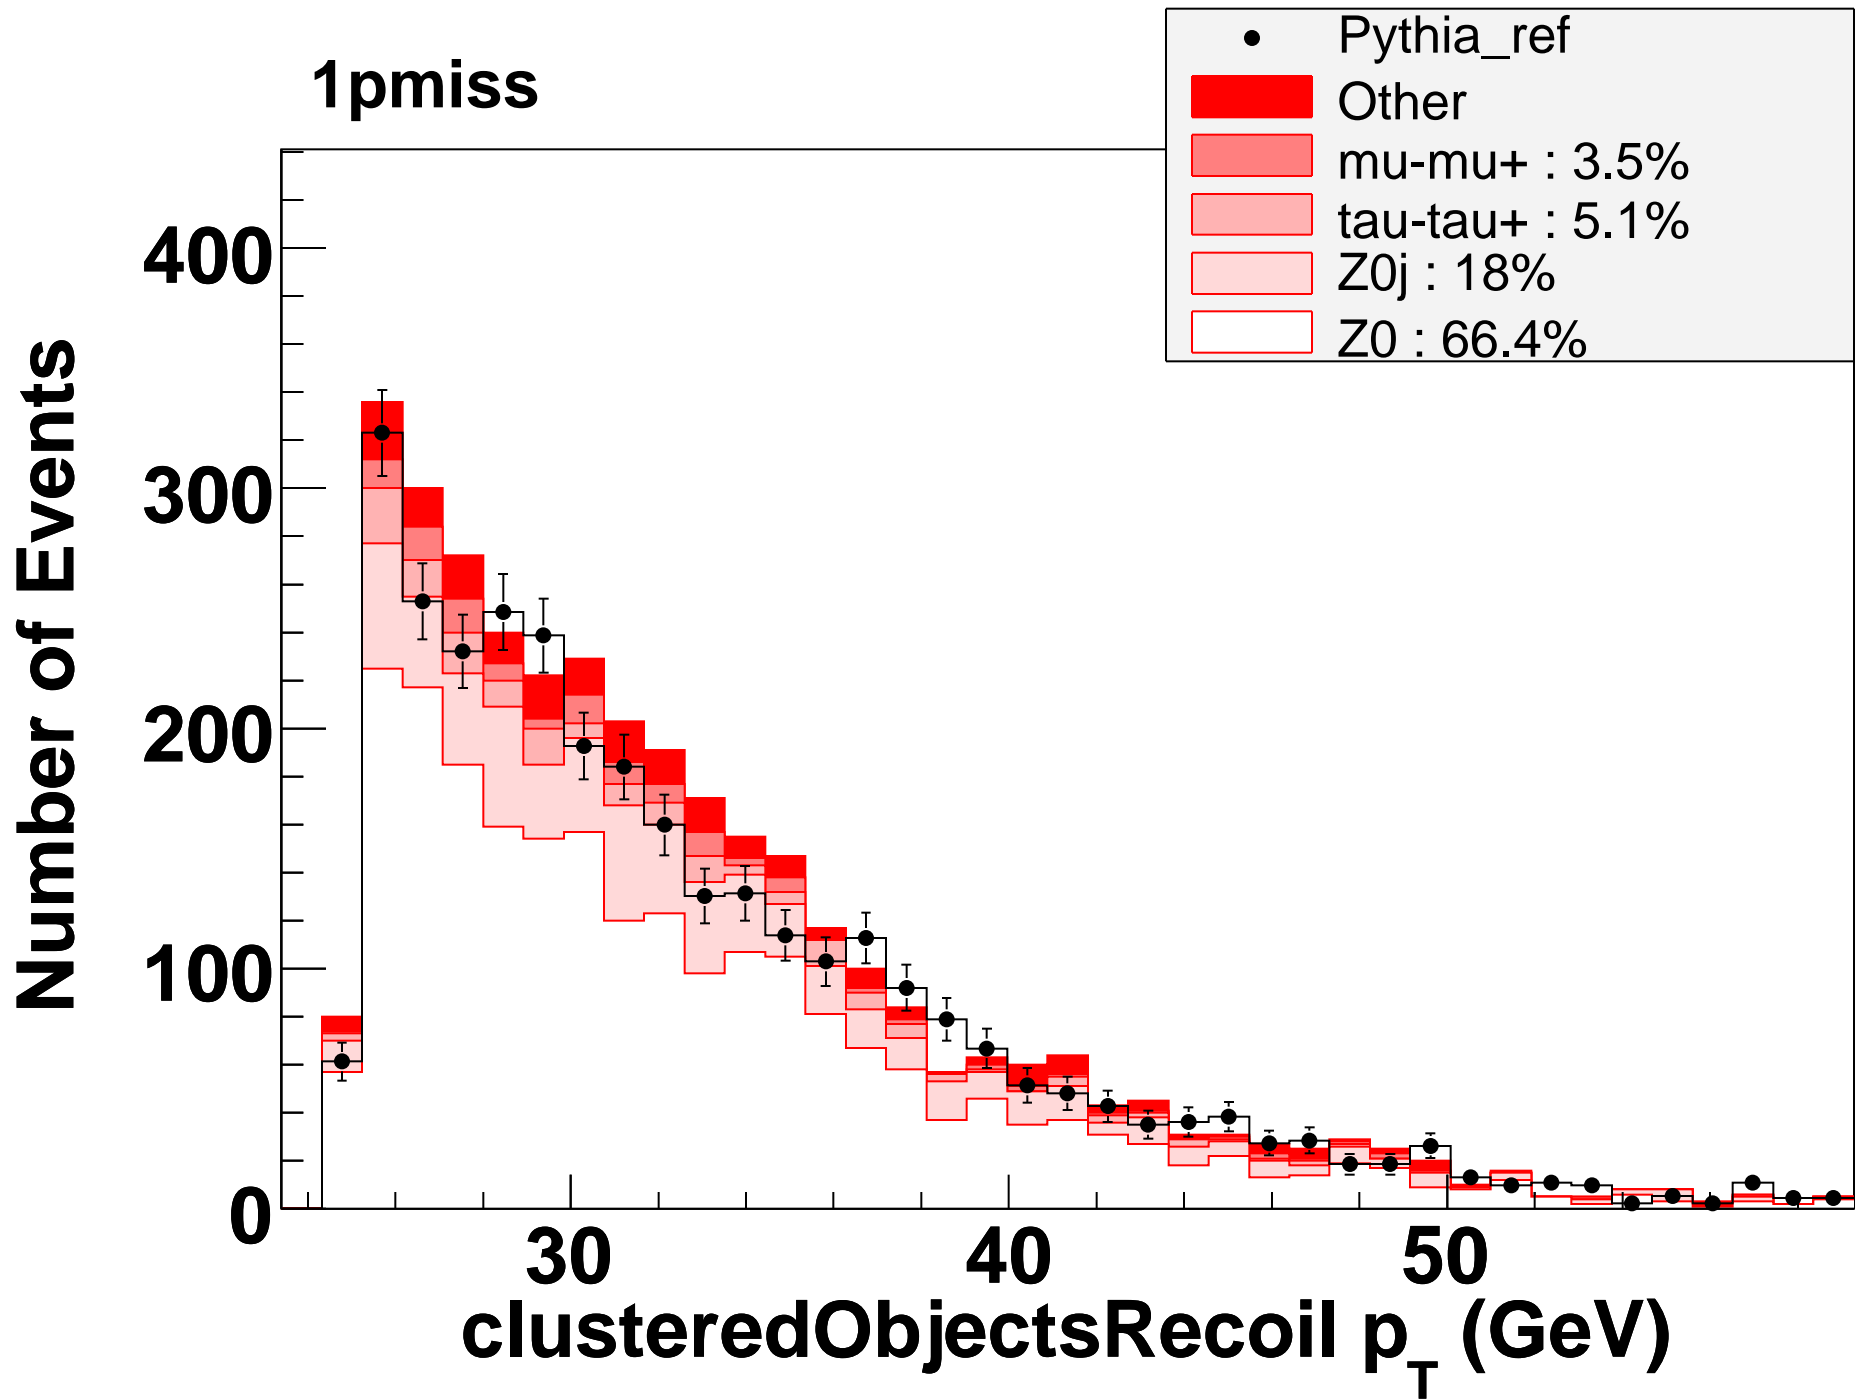 1pmiss
Pythia_ref
Other
mu-mu+ : 3.5%
tau-tau+ : 5.1%
Z0j : 18%
Z0 : 66.4%
Number of Events
400
300
200
100
0
30 40 50
clusteredObjectsRecoil p_T (GeV)